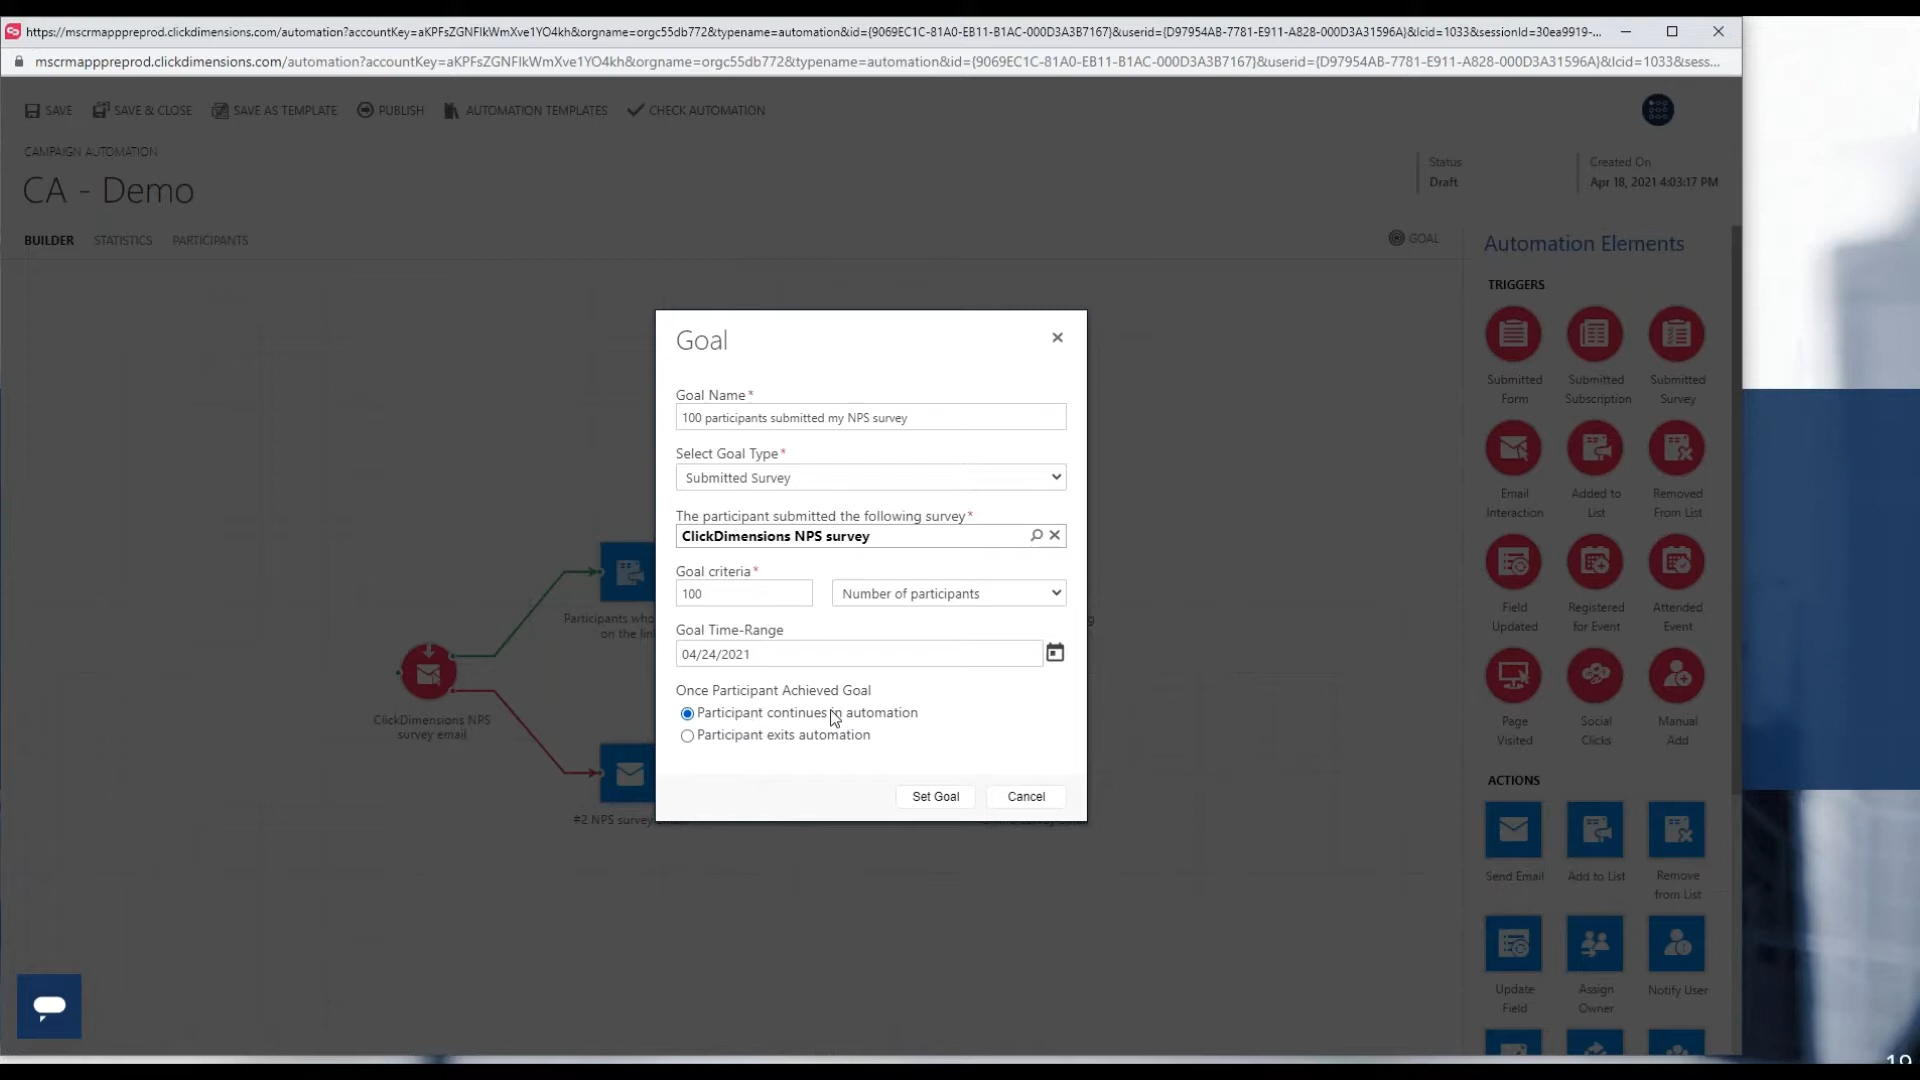 https://mscrmapppreprod.clickdimensions.com/automation?accountKey=aKPFsZGNFIkWmXve1YO4kh&orgname=orgc55db772&typename=automation&id={9069EC1C-81A0-EB11-B1AC-000D3A3B7167}&userid={D97954AB-7781-E911-A828-000D3A31596A}&lcid=1033&sessionId=30ea9919-...
mscrmapppreprod.clickdimensions.com/automation?accountKey=aKPFsZGNFIkWmXve1YO4kh&orgname=orgc55db772&typename=automation&id={9069EC1C-81A0-EB11-B1AC-000D3A3B7167}&userid={D97954AB-7781-E911-A828-000D3A31596A}&lcid=1033&sess...
SAVE SAVE & CLOSE SAVE AS TEMPLATE PUBLISH AUTOMATION TEMPLATES CHECK AUTOMATION
CAMPAIGN AUTOMATION
CA - Demo
Status
Draft
Created On
Apr 18, 2021 4:03:17 PM
BUILDER STATISTICS PARTICIPANTS
GOAL
Participants who
on the lin
ClickDimensions NPS
survey email
#2 NPS survey
Goal
Goal Name*
100 participants submitted my NPS survey
Select Goal Type*
Submitted Survey
The participant submitted the following survey*
ClickDimensions NPS survey
Goal criteria*
100 Number of participants
Goal Time-Range
04/24/2021
Once Participant Achieved Goal
Participant continues in automation
Participant exits automation
Set Goal Cancel
Automation Elements
TRIGGERS
Submitted
Form
Submitted
Subscription
Submitted
Survey
Email
Interaction
Added to
List
Removed
From List
Field
Updated
Registered
for Event
Attended
Event
Page
Visited
Social
Clicks
Manual
Add
ACTIONS
Send Email
Add to List
Remove
from List
Update
Field
Assign
Owner
Notify User
19